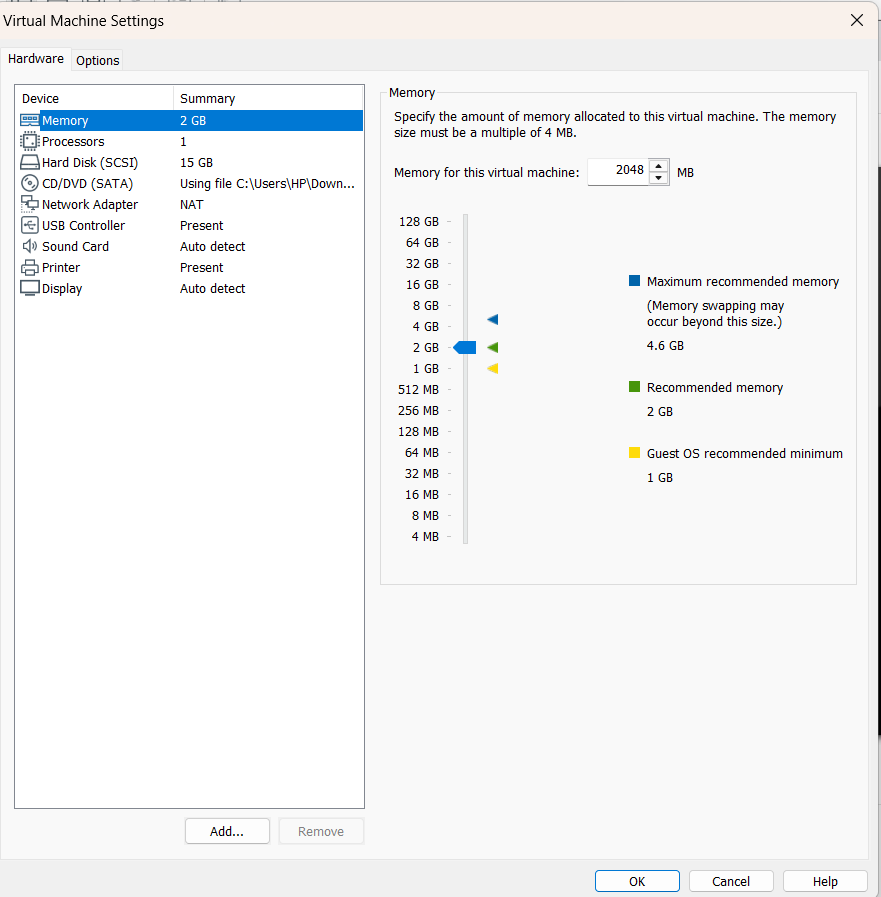 Virtual Machine Settings
Hardware
Options
Device Summary
Memory 2 GB
Processors 1
Hard Disk (SCSI) 15 GB
CD/DVD (SATA) Using file C:\Users\HP\Down...
Network Adapter NAT
USB Controller Present
Sound Card Auto detect
Printer Present
Display Auto detect
Add...
Remove
Memory
Specify the amount of memory allocated to this virtual machine. The memory
size must be a multiple of 4 MB.
Memory for this virtual machine: 2048 MB
128 GB
64 GB
32 GB
16 GB
8 GB
4 GB
2 GB
1 GB
512 MB
256 MB
128 MB
64 MB
32 MB
16 MB
8 MB
4 MB
Maximum recommended memory
(Memory swapping may
occur beyond this size.)
4.6 GB
Recommended memory
2 GB
Guest OS recommended minimum
1 GB
OK
Cancel
Help